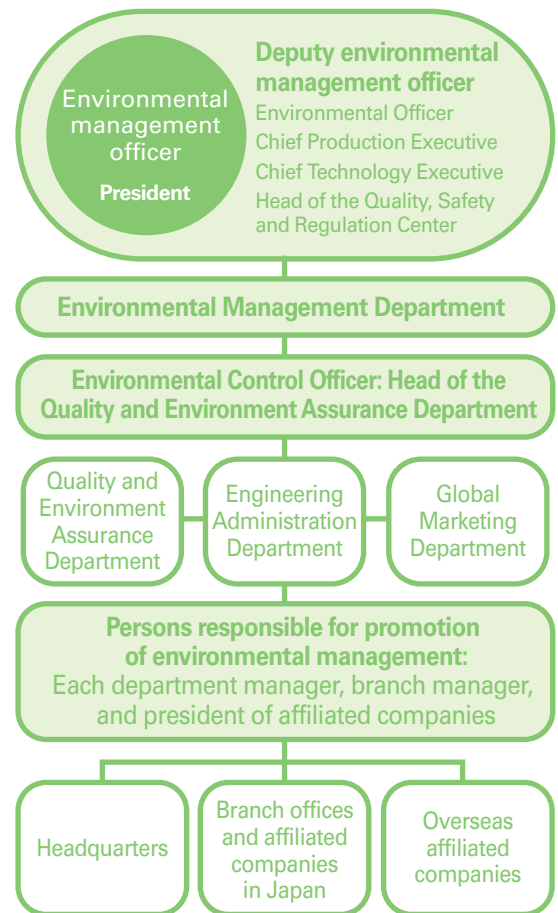 Environmental
management
officer
President
Deputy environmental
management officer
Environmental Officer
Chief Production Executive
Chief Technology Executive
Head of the Quality, Safety
and Regulation Center
Environmental Management Department
Environmental Control Officer: Head of the
Quality and Environment Assurance Department
Quality and
Environment
Assurance
Department
Engineering
Administration
Department
Global
Marketing
Department
Persons responsible for promotion
of environmental management:
Each department manager, branch manager,
and president of affiliated companies
Headquarters
Branch offices
and affiliated
companies
in Japan
Overseas
affiliated
companies